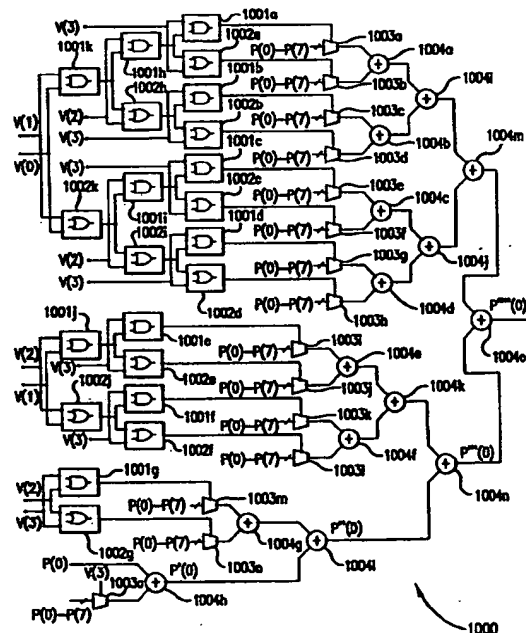 V(3)
1001a
1002a
1001k
1001h
1002h
1001b
P(0)–P(7)
1003a
1004a
P(0)–P(7)
1003b
1004i
V(1)
V(0)
V(2)
V(3)
1002b
P(0)–P(7)
1003c
1004b
1004m
V(3)
1001c
P(0)–P(7)
1003d
1002k
1002c
P(0)–P(7)
1003e
1004c
1001i
1002i
1001d
P(0)–P(7)
1003f
V(2)
P(0)–P(7)
1003g
1004j
V(3)
1002d
P(0)–P(7)
1003h
1004d
1001j
1004o
V(2)
V(1)
V(3)
1001e
P(0)–P(7)
1003i
1004e
1002j
1002e
P(0)–P(7)
1003j
1004k
V(3)
1001f
P(0)–P(7)
1003k
1002f
P(0)–P(7)
1003l
1004f
1004n
V(2)
V(3)
1001g
P(0)–P(7)
1003m
1002g
P(0)–P(7)
1004g
P(0)
V(3)
P'(0)
1004l
P(0)–P(7)
1004h
1000